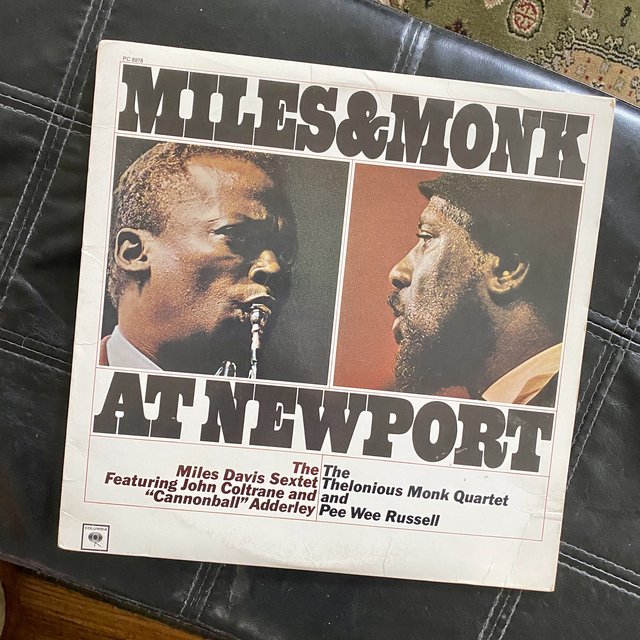 PC 8978
MILES&MONK
AT NEWPORT
The
Miles Davis Sextet
Featuring John Coltrane and
“Cannonball” Adderley
The
Thelonious Monk Quartet
and
Pee Wee Russell
COLUMBIA